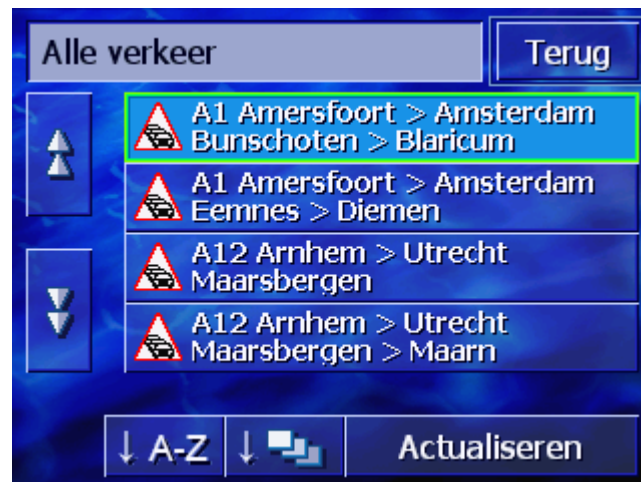 Alle verkeer
Terug
A1 Amersfoort > Amsterdam
Bunschoten > Blaricum
A1 Amersfoort > Amsterdam
Eemnes > Diemen
A12 Arnhem > Utrecht
Maarsbergen
A12 Arnhem > Utrecht
Maarsbergen > Maarn
↓ A-Z
↓
Actualiseren